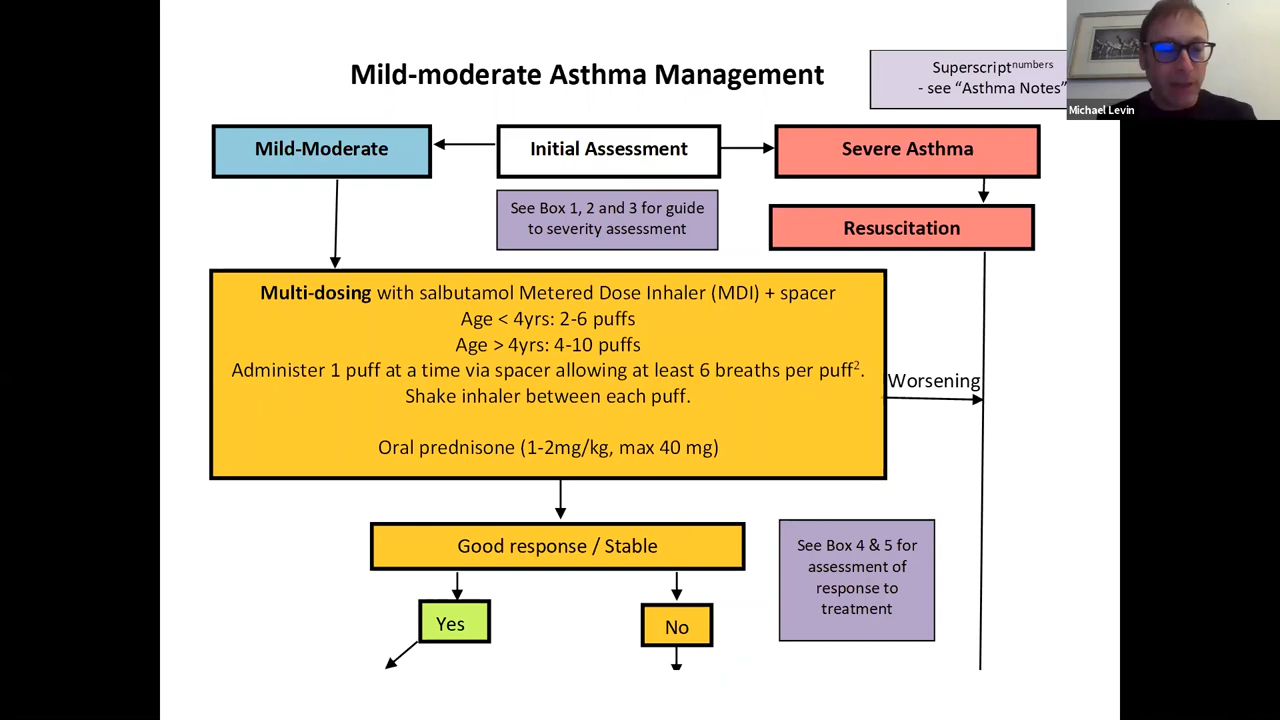 Mild-moderate Asthma Management
Superscriptnumbers
- see “Asthma Notes”
Michael Levin
Mild-Moderate
Initial Assessment
Severe Asthma
See Box 1, 2 and 3 for guide
to severity assessment
Resuscitation
Multi-dosing with salbutamol Metered Dose Inhaler (MDI) + spacer
Age < 4yrs: 2-6 puffs
Age > 4yrs: 4-10 puffs
Administer 1 puff at a time via spacer allowing at least 6 breaths per puff².
Shake inhaler between each puff.
Oral prednisone (1-2mg/kg, max 40 mg)
Worsening
Good response / Stable
See Box 4 & 5 for
assessment of
response to
treatment
Yes
No